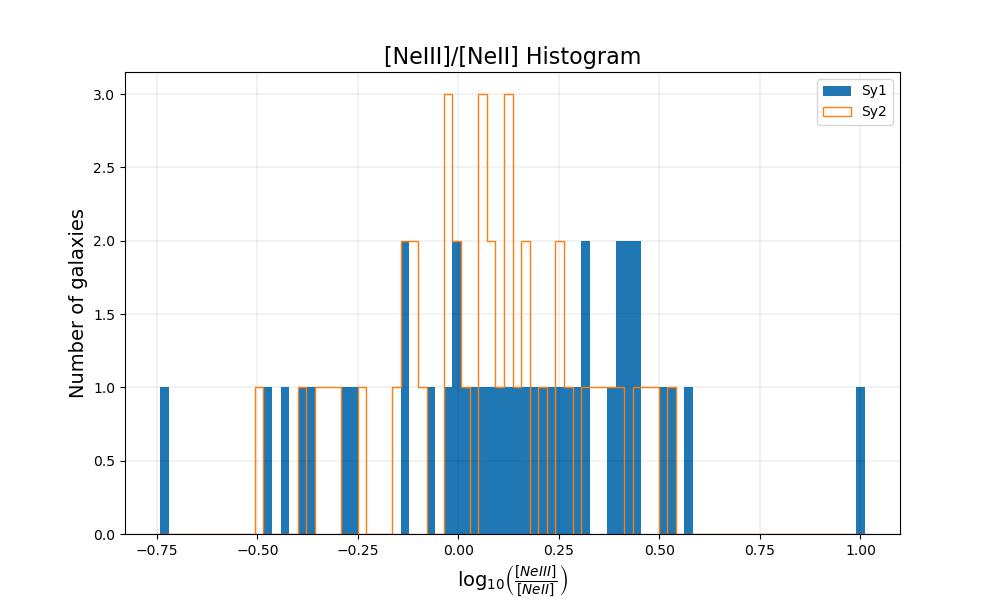 [NeIII]/[NeII] Histogram
Sy1
Sy2
Number of galaxies
3.0
2.5
2.0
1.5
1.0
0.5
0.0
−0.75 −0.50 −0.25 0.00 0.25 0.50 0.75 1.00
log₁₀([NeIII]/[NeII])